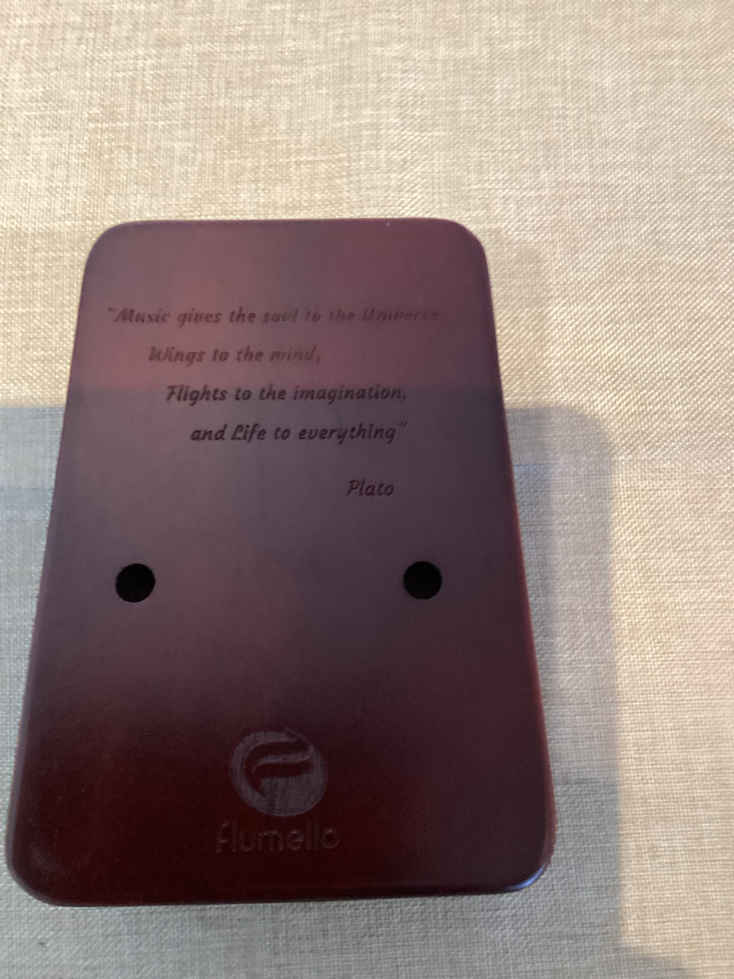 "Music gives the soul to the Universe
Wings to the mind,
Flights to the imagination,
and Life to everything"
Plato
flumello